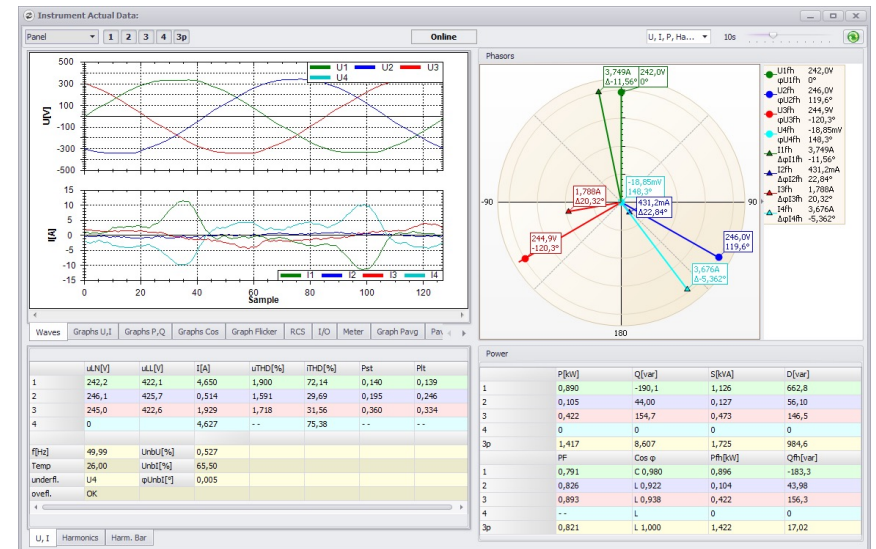 Instrument Actual Data:
Panel 1 2 3 4 3p Online U, I, P, Ha... 10s
500
300
100
-100
-300
-500
U[V]
U1 U2 U3
U4
15
10
5
0
-5
-10
-15
I[A]
I1 I2 I3 I4
0 20 40 60 80 100 120
Sample
Waves Graphs U,I Graphs P,Q Graphs Cos Graph Flicker RCS I/O Meter Graph Pavg Pav
Phasors
3,749A 242,0V
Δ-11,56° 0°
-90
90
180
1,788A
Δ20,32°
-18,85mV
148,3°
431,2mA
Δ22,84°
244,9V
-120,3°
246,0V
119,6°
3,676A
Δ-5,362°
U1fh 242,0V
φU1fh 0°
U2fh 246,0V
φU2fh 119,6°
U3fh 244,9V
φU3fh -120,3°
U4fh -18,85mV
φU4fh 148,3°
I1fh 3,749A
ΔφI1fh -11,56°
I2fh 431,2mA
ΔφI2fh 22,84°
I3fh 1,788A
ΔφI3fh 20,32°
I4fh 3,676A
ΔφI4fh -5,362°
uLN[V] uLL[V] I[A] uTHD[%] iTHD[%] Pst Plt
1 242,2 422,1 4,650 1,900 72,14 0,140 0,139
2 246,1 425,7 0,514 1,591 29,69 0,195 0,246
3 245,0 422,6 1,929 1,718 31,56 0,360 0,334
4 0 4,627 -- 75,38 -- --
f[Hz] 49,99 UnbU[%] 0,527
Temp 26,00 UnbI[%] 65,50
underfl. U4 φUnbI[°] 0,005
ovefl. OK
U, I Harmonics Harm. Bar
Power
P[kW] Q[var] S[kVA] D[var]
1 0,890 -190,1 1,126 662,8
2 0,105 44,00 0,127 56,10
3 0,422 154,7 0,473 146,5
4 0 0 0 0
3p 1,417 8,607 1,725 984,6
PF Cos φ Pfh[kW] Qfh[var]
1 0,791 C 0,980 0,896 -183,3
2 0,826 L 0,922 0,104 43,98
3 0,893 L 0,938 0,422 156,3
4 -- L 0 0
3p 0,821 L 1,000 1,422 17,02